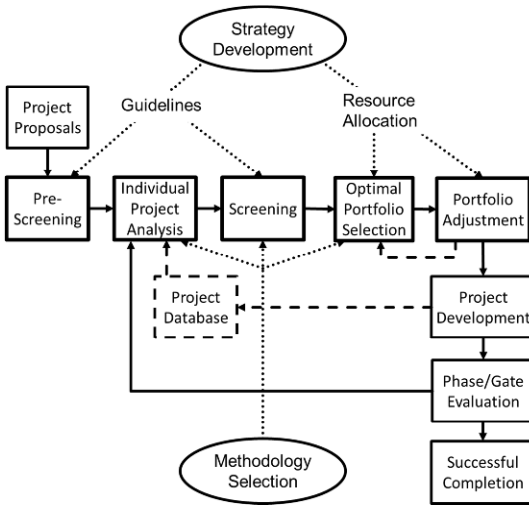 Strategy
Development
Guidelines
Resource
Allocation
Project
Proposals
Pre-
Screening
Individual
Project
Analysis
Screening
Optimal
Portfolio
Selection
Portfolio
Adjustment
Project
Database
Project
Development
Phase/Gate
Evaluation
Methodology
Selection
Successful
Completion